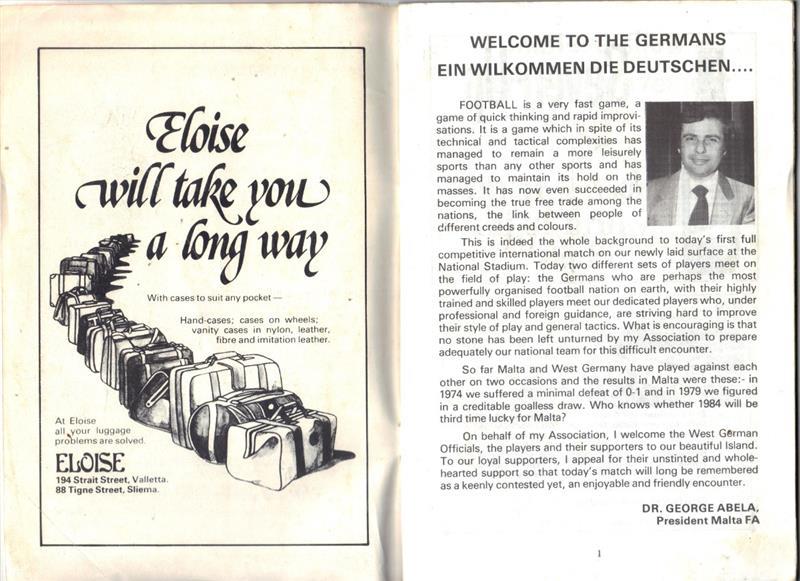 Eloise
will take you
a long way
With cases to suit any pocket —
Hand-cases; cases on wheels;
vanity cases in nylon, leather,
fibre and imitation leather.
At Eloise
all your luggage
problems are solved.
ELOISE
194 Strait Street, Valletta.
88 Tigne Street, Sliema.
WELCOME TO THE GERMANS
EIN WILKOMMEN DIE DEUTSCHEN....
FOOTBALL is a very fast game, a
game of quick thinking and rapid improvi-
sations. It is a game which in spite of its
technical and tactical complexities has
managed to remain a more leisurely
sports than any other sports and has
managed to maintain its hold on the
masses. It has now even succeeded in
becoming the true free trade among the
nations, the link between people of
different creeds and colours.
This is indeed the whole background to today's first full
competitive international match on our newly laid surface at the
National Stadium. Today two different sets of players meet on
the field of play: the Germans who are perhaps the most
powerfully organised football nation on earth, with their highly
trained and skilled players meet our dedicated players who, under
professional and foreign guidance, are striving hard to improve
their style of play and general tactics. What is encouraging is that
no stone has been left unturned by my Association to prepare
adequately our national team for this difficult encounter.
So far Malta and West Germany have played against each
other on two occasions and the results in Malta were these:- in
1974 we suffered a minimal defeat of 0-1 and in 1979 we figured
in a creditable goalless draw. Who knows whether 1984 will be
third time lucky for Malta?
On behalf of my Association, I welcome the West German
Officials, the players and their supporters to our beautiful Island.
To our loyal supporters, I appeal for their unstinted and whole-
hearted support so that today's match will long be remembered
as a keenly contested yet, an enjoyable and friendly encounter.
DR. GEORGE ABELA,
President Malta FA
1